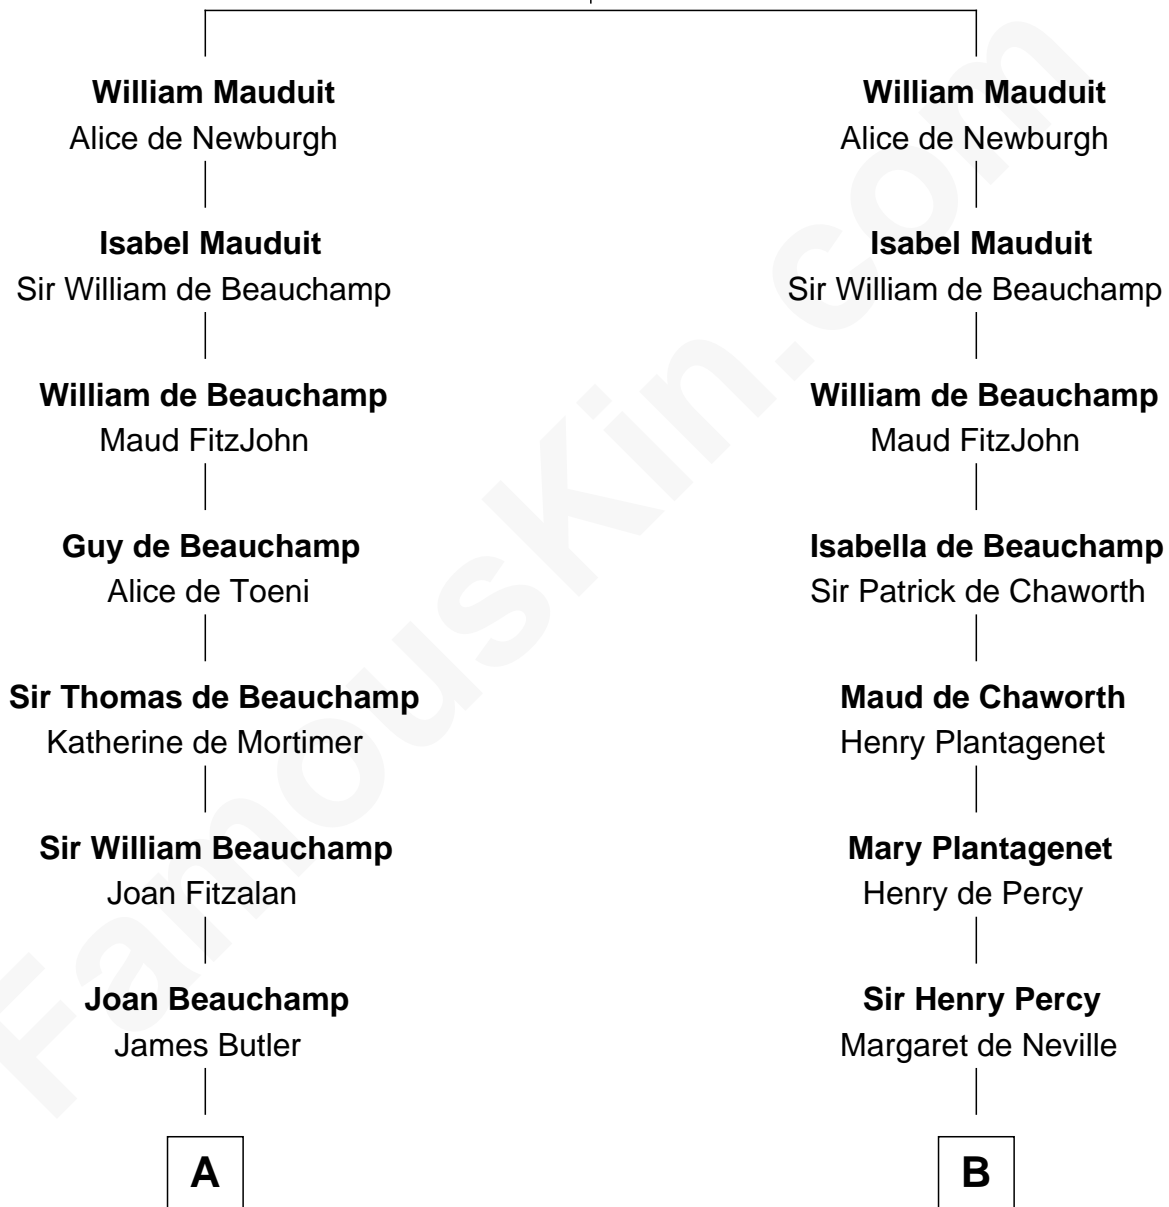 William Mauduit
Alice de Newburgh
Isabel Mauduit
Sir William de Beauchamp
William de Beauchamp
Maud FitzJohn
Guy de Beauchamp
Alice de Toeni
Sir Thomas de Beauchamp
Katherine de Mortimer
Sir William Beauchamp
Joan Fitzalan
Joan Beauchamp
James Butler
A
William Mauduit
Alice de Newburgh
Isabel Mauduit
Sir William de Beauchamp
William de Beauchamp
Maud FitzJohn
Isabella de Beauchamp
Sir Patrick de Chaworth
Maud de Chaworth
Henry Plantagenet
Mary Plantagenet
Henry de Percy
Sir Henry Percy
Margaret de Neville
B
FamousKin.com